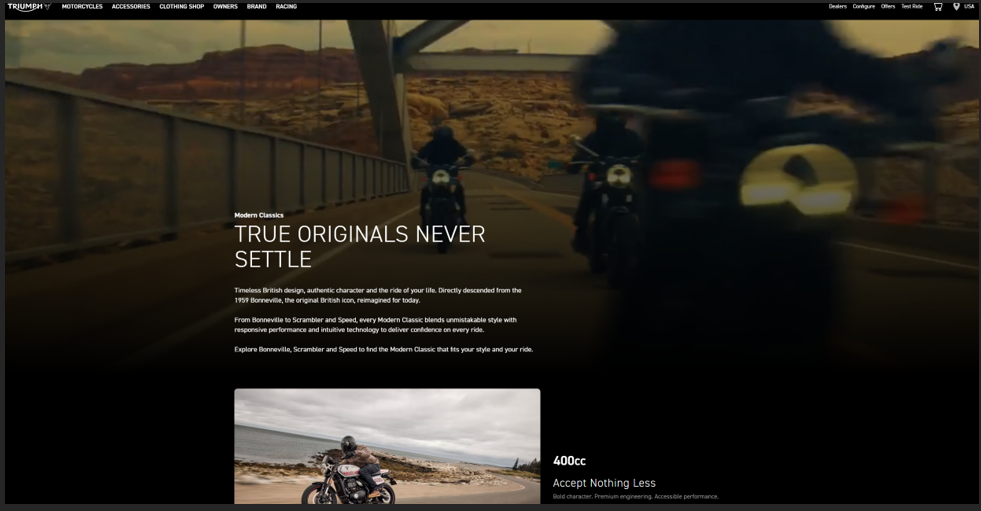 TRIUMPH
MOTORCYCLES ACCESSORIES CLOTHING SHOP OWNERS BRAND RACING
Dealers Configure Offers Test Ride USA
Modern Classics
TRUE ORIGINALS NEVER
SETTLE
Timeless British design, authentic character and the ride of your life. Directly descended from the
1959 Bonneville, the original British icon, reimagined for today.
From Bonneville to Scrambler and Speed, every Modern Classic blends unmistakable style with
responsive performance and intuitive technology to deliver confidence on every ride.
Explore Bonneville, Scrambler and Speed to find the Modern Classic that fits your style and your ride.
400cc
Accept Nothing Less
Bold character. Premium engineering. Accessible performance.